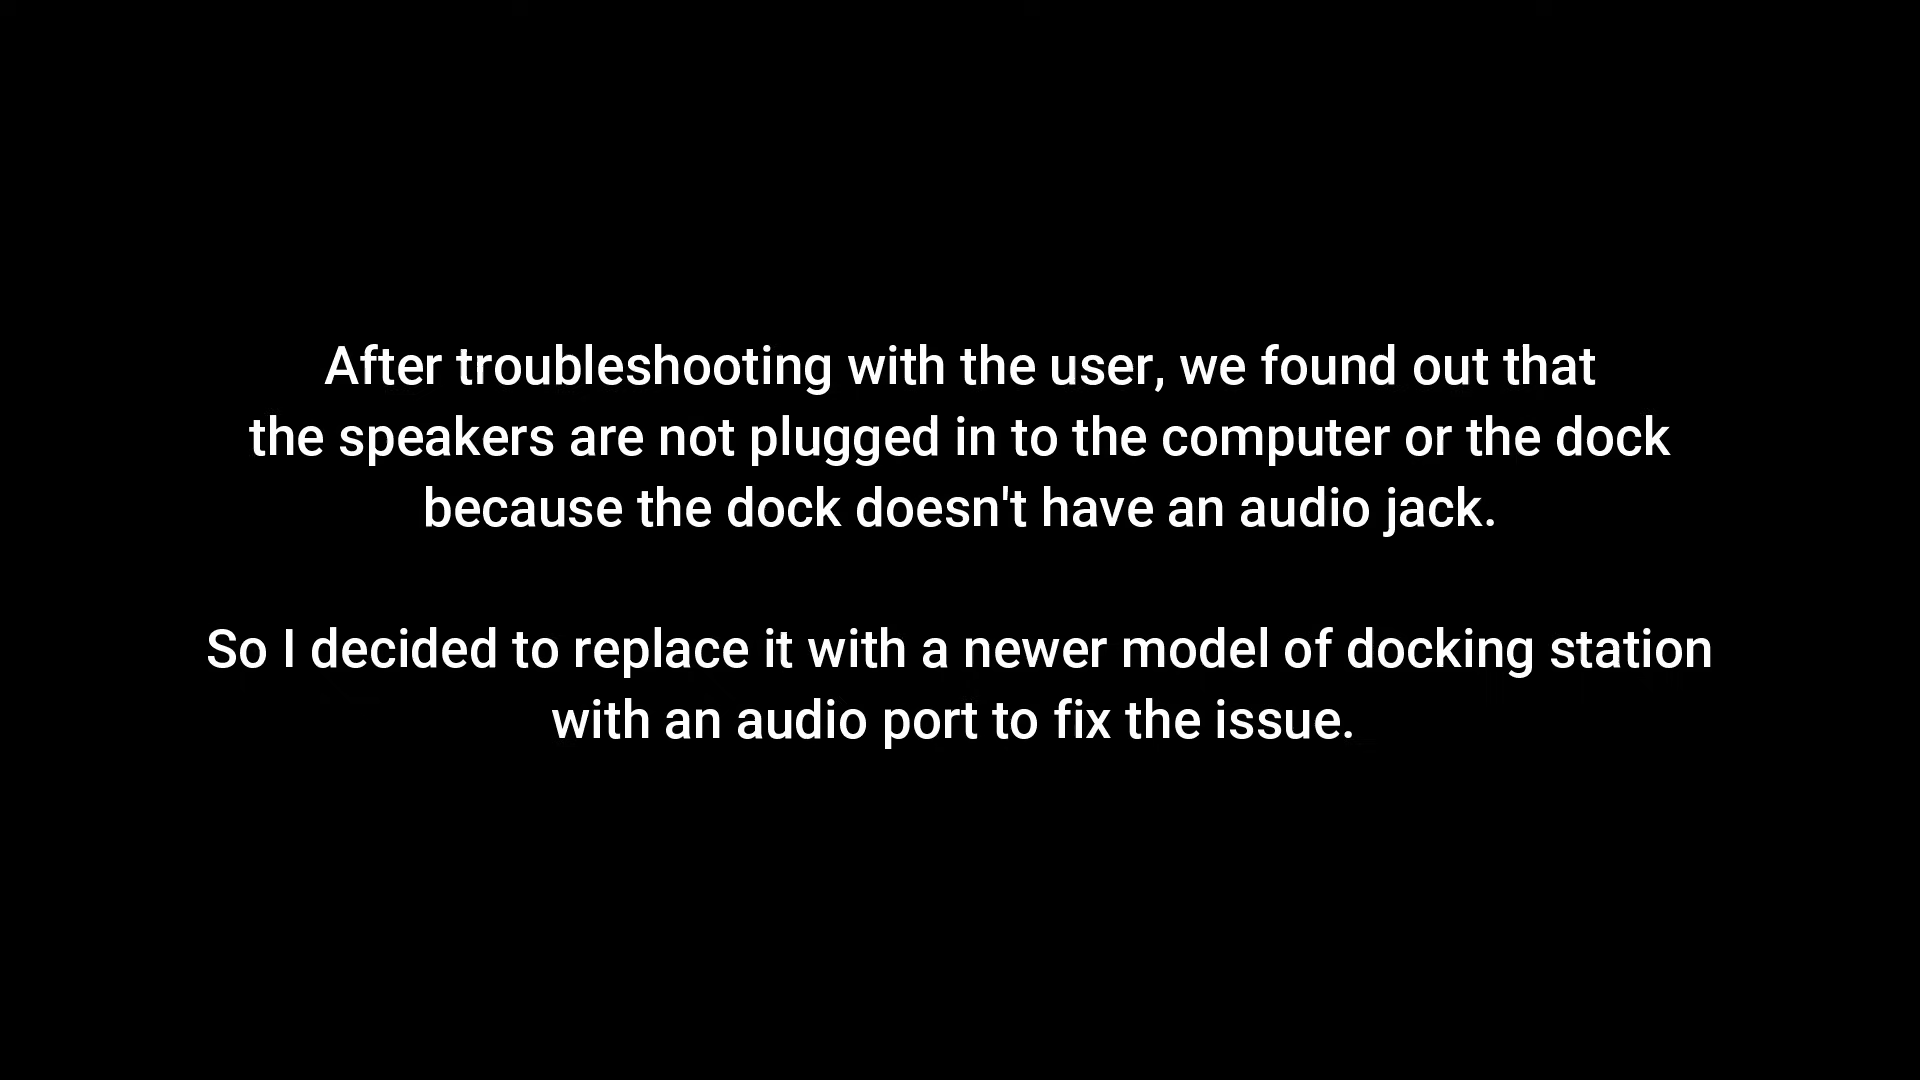 After troubleshooting with the user, we found out that
the speakers are not plugged in to the computer or the dock
because the dock doesn't have an audio jack.
So I decided to replace it with a newer model of docking station
with an audio port to fix the issue.